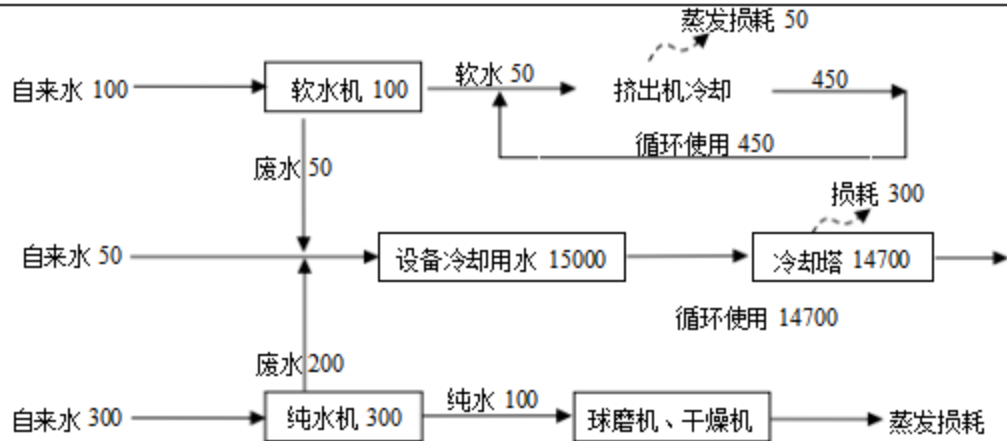 蒸发损耗 50
自来水 100
软水机 100
软水 50
挤出机冷却
450
循环使用 450
废水 50
损耗 300
自来水 50
设备冷却用水 15000
冷却塔 14700
循环使用 14700
废水 200
自来水 300
纯水机 300
纯水 100
球磨机、干燥机
蒸发损耗